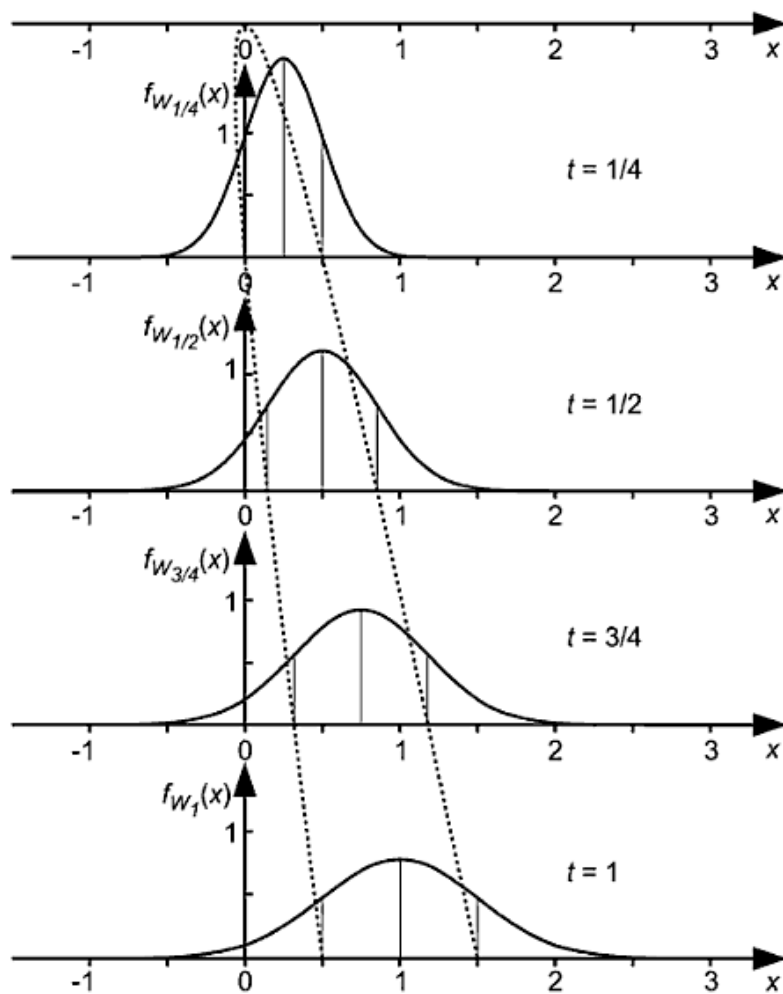 -1 0 1 2 3 x
f_{W_{1/4}}(x)
1
t = 1/4
-1 0 1 2 3 x
f_{W_{1/2}}(x)
1
t = 1/2
-1 0 1 2 3 x
f_{W_{3/4}}(x)
1
t = 3/4
-1 0 1 2 3 x
f_{W_1}(x)
1
t = 1
-1 0 1 2 3 x